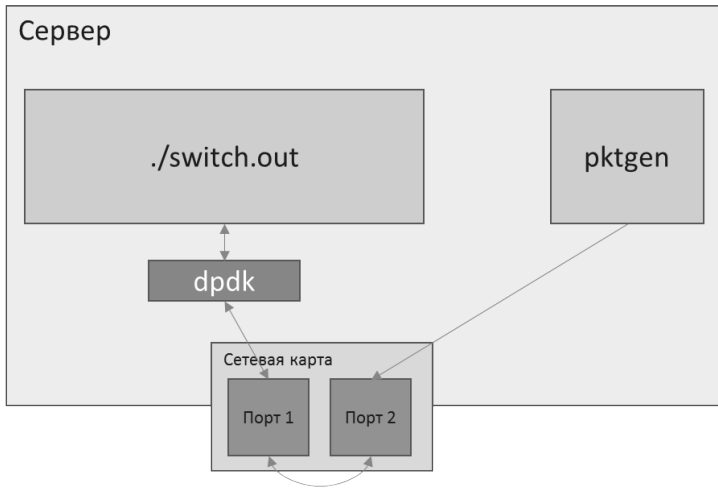 Сервер
./switch.out
pktgen
dpdk
Сетевая карта
Порт 1
Порт 2